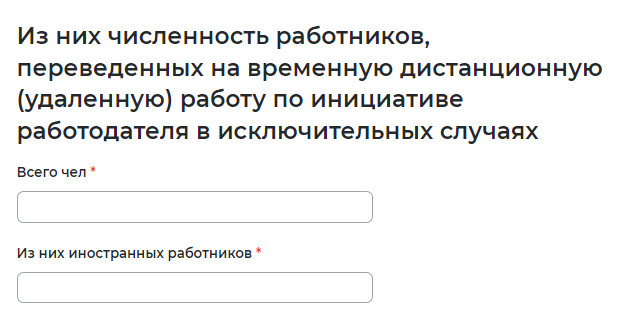 Из них численность работников,
переведенных на временную дистанционную
(удаленную) работу по инициативе
работодателя в исключительных случаях
Всего чел *
Из них иностранных работников *